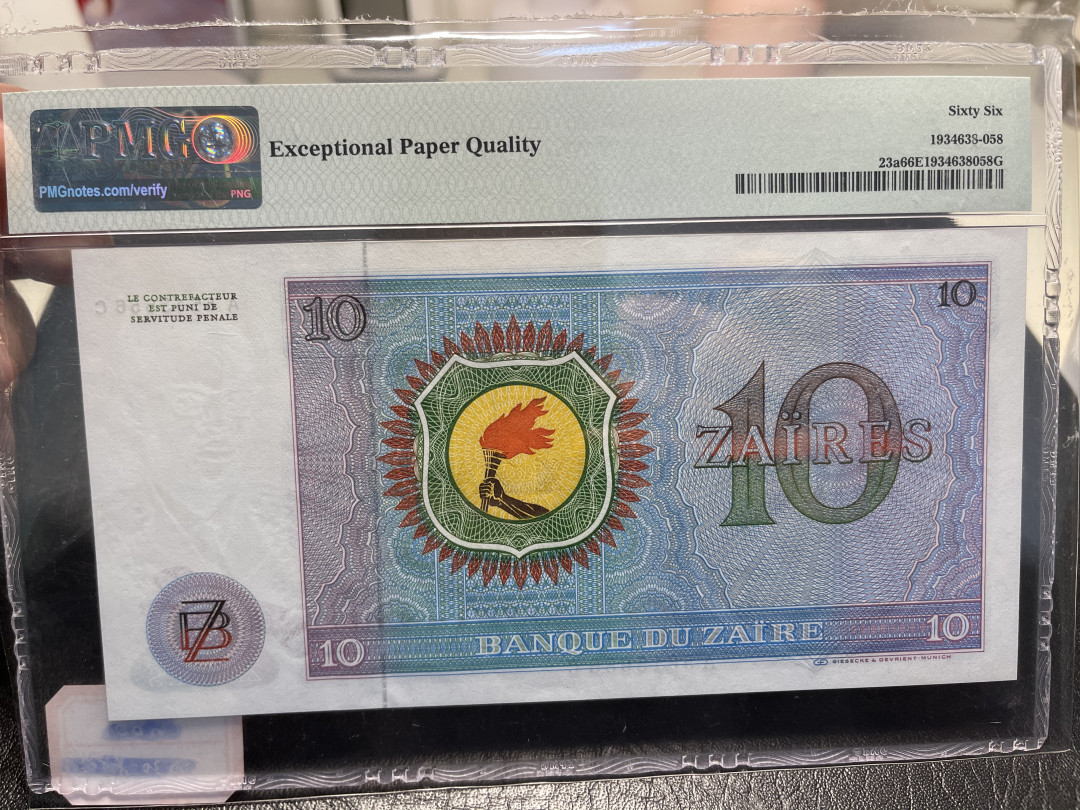 Sixty Six
PMG
Exceptional Paper Quality
1934638-058
23a66E1934638058G
PMGnotes.com/verify
PNG
LE CONTREFACTEUR
EST PUNI DE
SERVITUDE PENALE
10
10
10
ZAÏRES
BZ
10
BANQUE DU ZAÏRE
10
GIESECKE & DEVRIENT MUNICH